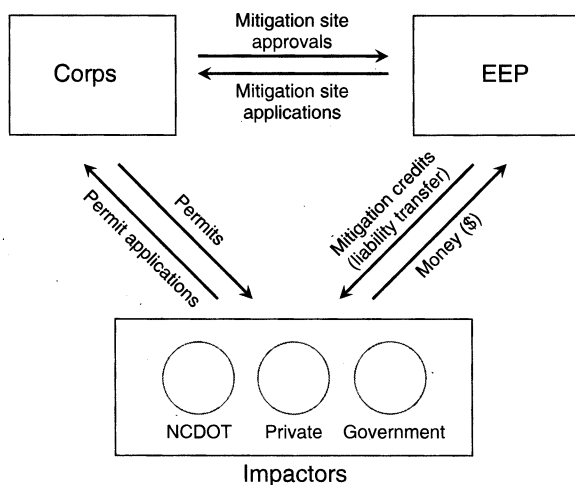 Mitigation site
approvals
Corps
EEP
Mitigation site
applications
Permit applications
Permits
Mitigation credits
(liability transfer)
Money ($)
NCDOT
Private
Government
Impactors